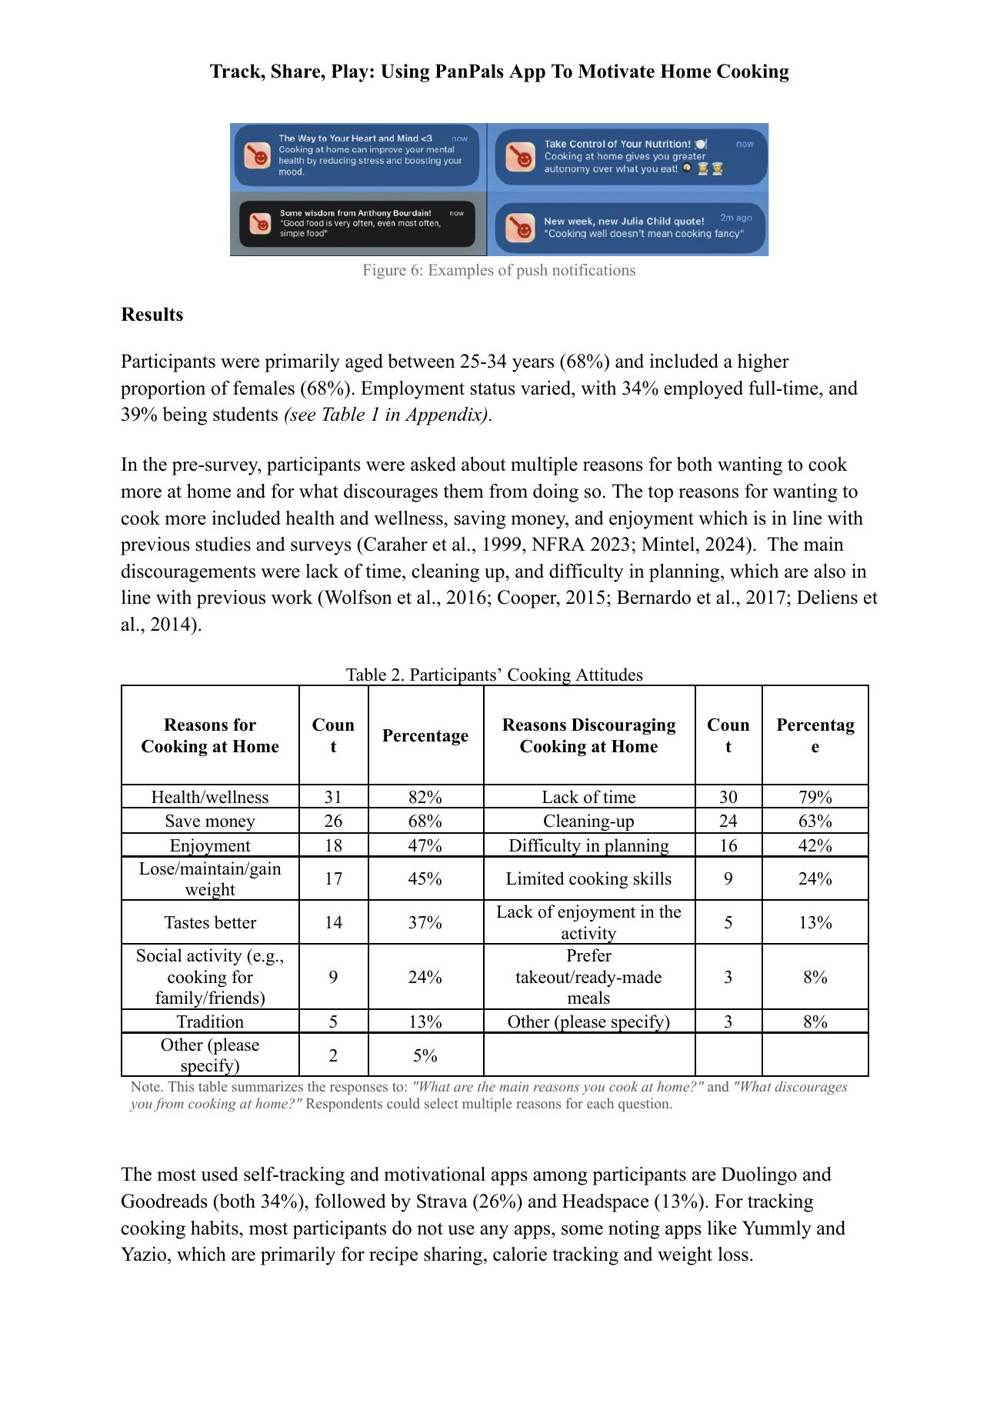 Track, Share, Play: Using PanPals App To Motivate Home Cooking
The Way to Your Heart and Mind <3 now
Cooking at home can improve your mental
health by reducing stress and boosting your
mood.
Take Control of Your Nutrition! 🍽️ now
Cooking at home gives you greater
autonomy over what you eat! 🍳 👩‍🍳 👨‍🍳
Some wisdom from Anthony Bourdain! now
"Good food is very often, even most often,
simple food"
New week, new Julia Child quote! 2m ago
"Cooking well doesn't mean cooking fancy"
Figure 6: Examples of push notifications
Results
Participants were primarily aged between 25-34 years (68%) and included a higher
proportion of females (68%). Employment status varied, with 34% employed full-time, and
39% being students (see Table 1 in Appendix).
In the pre-survey, participants were asked about multiple reasons for both wanting to cook
more at home and for what discourages them from doing so. The top reasons for wanting to
cook more included health and wellness, saving money, and enjoyment which is in line with
previous studies and surveys (Caraher et al., 1999, NFRA 2023; Mintel, 2024).  The main
discouragements were lack of time, cleaning up, and difficulty in planning, which are also in
line with previous work (Wolfson et al., 2016; Cooper, 2015; Bernardo et al., 2017; Deliens et
al., 2014).
Table 2. Participants’ Cooking Attitudes
Reasons for
Cooking at Home
Coun
t
Percentage
Reasons Discouraging
Cooking at Home
Coun
t
Percentag
e
Health/wellness 31 82% Lack of time 30 79%
Save money 26 68% Cleaning-up 24 63%
Enjoyment 18 47% Difficulty in planning 16 42%
Lose/maintain/gain
weight
17 45% Limited cooking skills 9 24%
Tastes better 14 37%
Lack of enjoyment in the
activity
5 13%
Social activity (e.g.,
cooking for
family/friends)
9 24%
Prefer
takeout/ready-made
meals
3 8%
Tradition 5 13% Other (please specify) 3 8%
Other (please
specify)
2 5%
Note. This table summarizes the responses to: "What are the main reasons you cook at home?" and "What discourages
you from cooking at home?" Respondents could select multiple reasons for each question.
The most used self-tracking and motivational apps among participants are Duolingo and
Goodreads (both 34%), followed by Strava (26%) and Headspace (13%). For tracking
cooking habits, most participants do not use any apps, some noting apps like Yummly and
Yazio, which are primarily for recipe sharing, calorie tracking and weight loss.